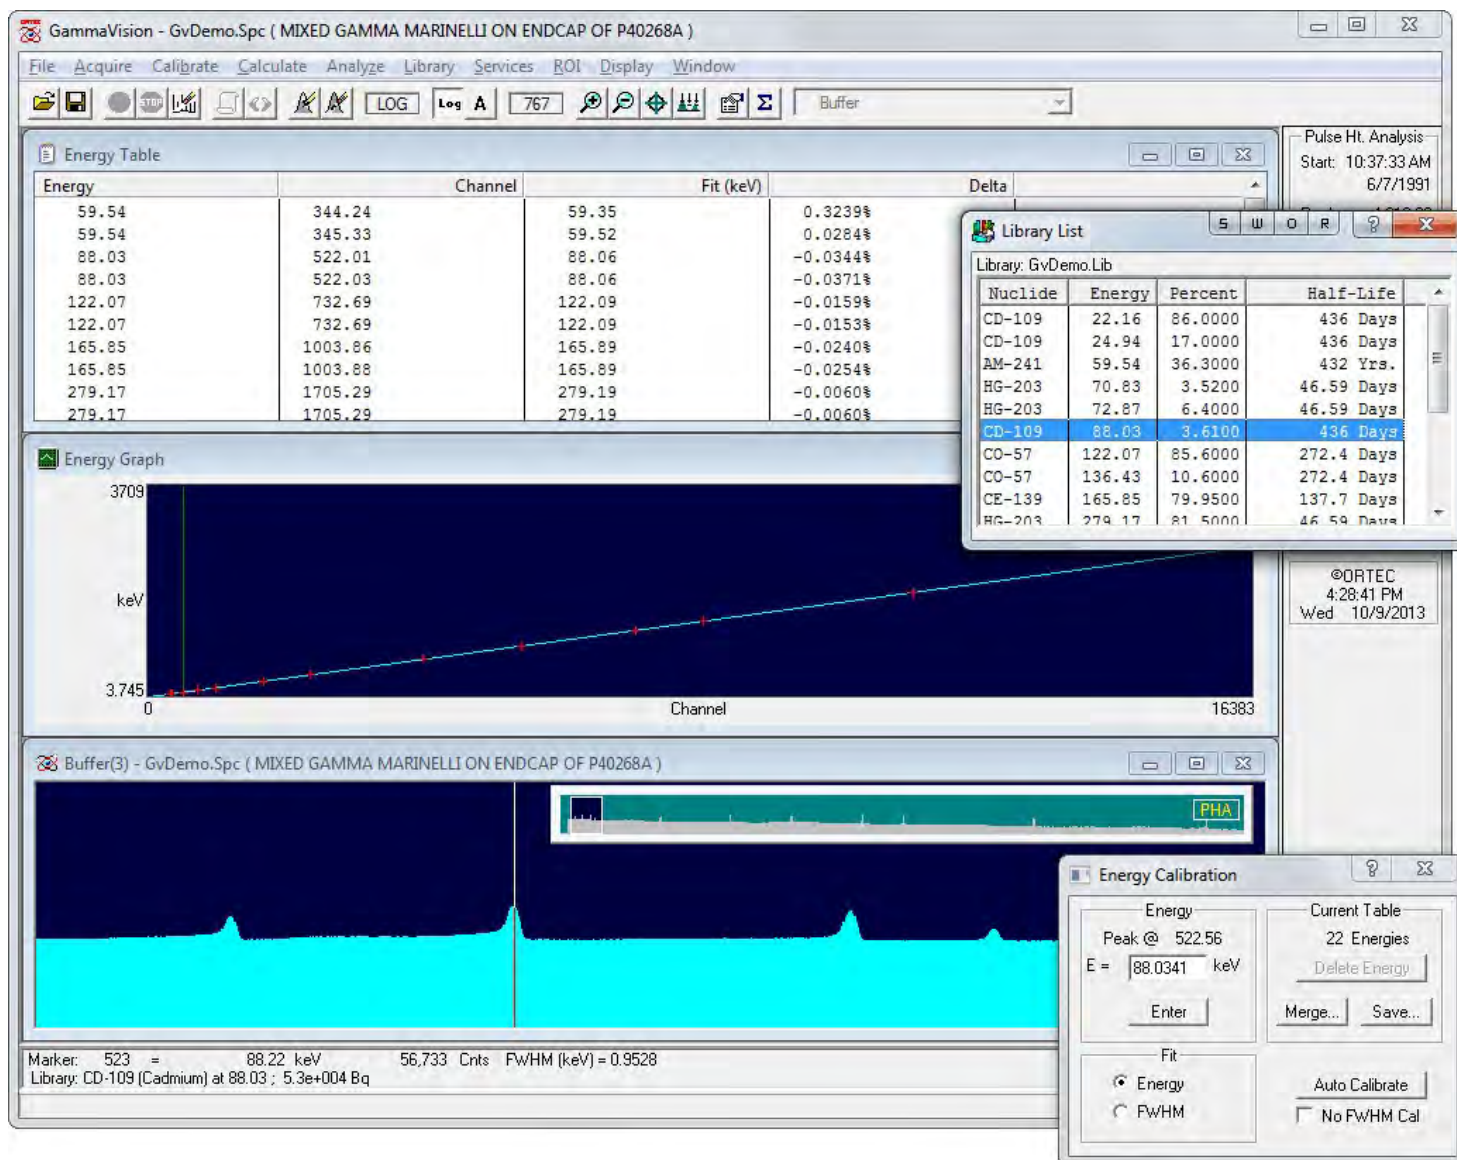 GammaVision - GvDemo.Spc ( MIXED GAMMA MARINELLI ON ENDCAP OF P40268A )
File Acquire Calibrate Calculate Analyze Library Services ROI Display Window
STOP LOG Log A 767 Σ Buffer
Energy Table
Energy Channel Fit (keV) Delta
59.54 344.24 59.35 0.3239%
59.54 345.33 59.52 0.0284%
88.03 522.01 88.06 -0.0344%
88.03 522.03 88.06 -0.0371%
122.07 732.69 122.09 -0.0159%
122.07 732.69 122.09 -0.0153%
165.85 1003.86 165.89 -0.0240%
165.85 1003.88 165.89 -0.0254%
279.17 1705.29 279.19 -0.0060%
279.17 1705.29 279.19 -0.0060%
Pulse Ht. Analysis
Start: 10:37:33 AM
6/7/1991
Library List S W O R ?
Library: GvDemo.Lib
Nuclide Energy Percent Half-Life
CD-109 22.16 86.0000 436 Days
CD-109 24.94 17.0000 436 Days
AM-241 59.54 36.3000 432 Yrs.
HG-203 70.83 3.5200 46.59 Days
HG-203 72.87 6.4000 46.59 Days
CD-109 88.03 3.6100 436 Days
CO-57 122.07 85.6000 272.4 Days
CO-57 136.43 10.6000 272.4 Days
CE-139 165.85 79.9500 137.7 Days
HG-203 279.17 81.5000 46.59 Days
Energy Graph
3709
keV
3.745
0 Channel 16383
©ORTEC
4:28:41 PM
Wed 10/9/2013
Buffer(3) - GvDemo.Spc ( MIXED GAMMA MARINELLI ON ENDCAP OF P40268A )
PHA
Energy Calibration ?
Energy
Peak @ 522.56
E = 88.0341 keV
Enter
Current Table
22 Energies
Delete Energy
Merge... Save...
Fit
Energy
FWHM
Auto Calibrate
No FWHM Cal
Marker: 523 = 88.22 keV 56,733 Cnts FWHM (keV) = 0.9528
Library: CD-109 (Cadmium) at 88.03 ; 5.3e+004 Bq